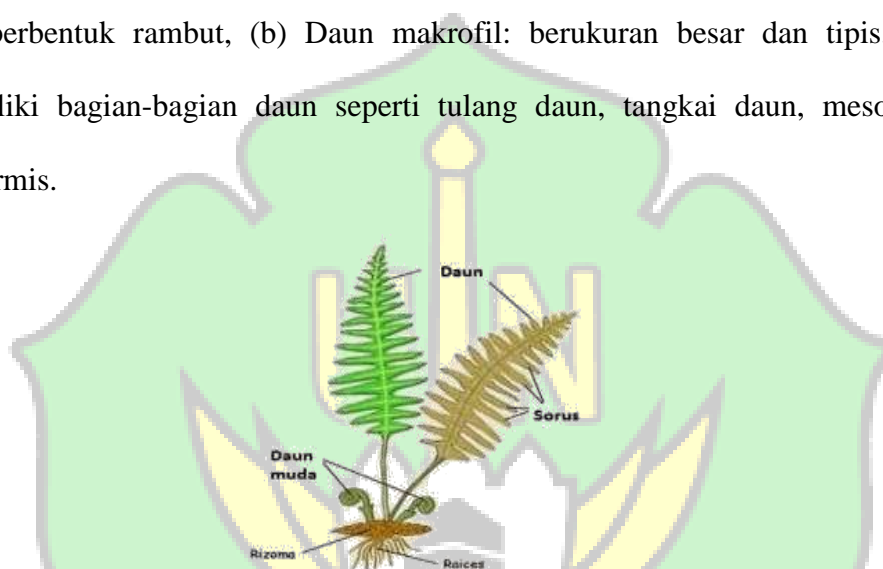 berbentuk rambut, (b) Daun makrofil: berukuran besar dan tipis
liki bagian-bagian daun seperti tulang daun, tangkai daun, meso
rmis.
UIN
Daun
Sorus
Daun
muda
Rizoma
Raices